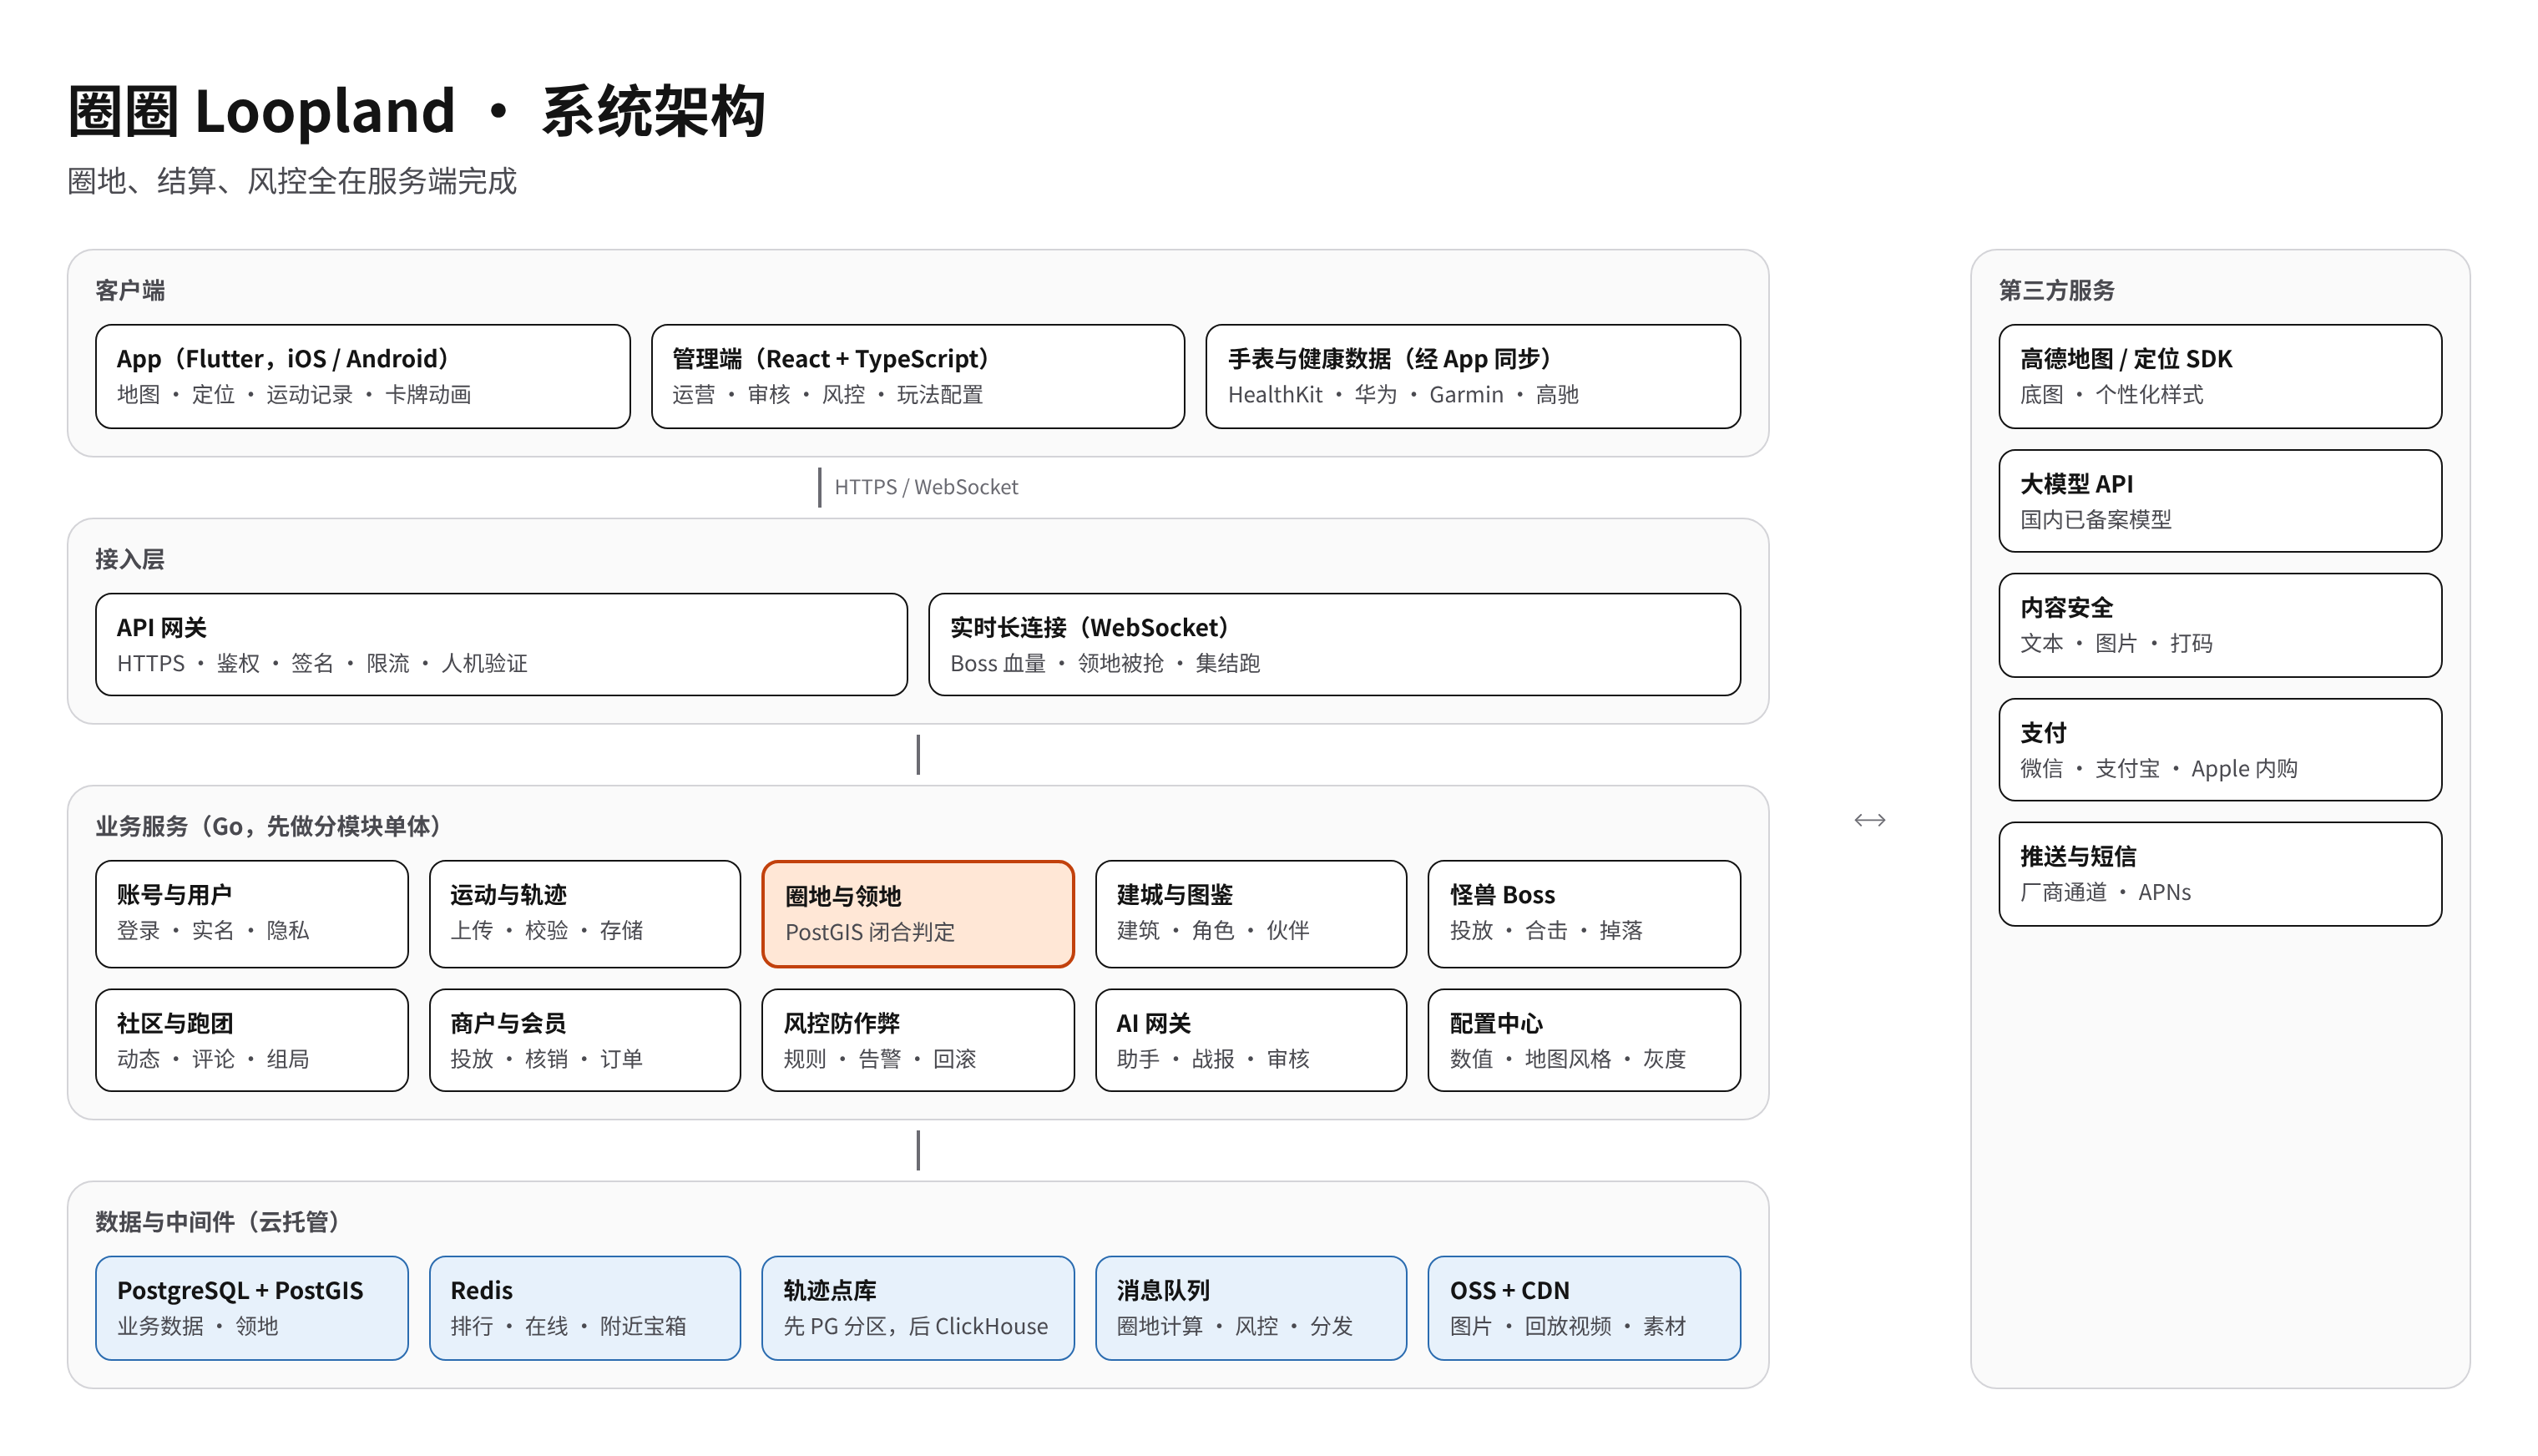 圈圈 Loopland · 系统架构
圈地、结算、风控全在服务端完成
客户端
App（Flutter，iOS / Android）
地图 · 定位 · 运动记录 · 卡牌动画
管理端（React + TypeScript）
运营 · 审核 · 风控 · 玩法配置
手表与健康数据（经 App 同步）
HealthKit · 华为 · Garmin · 高驰
HTTPS / WebSocket
接入层
API 网关
HTTPS · 鉴权 · 签名 · 限流 · 人机验证
实时长连接（WebSocket）
Boss 血量 · 领地被抢 · 集结跑
业务服务（Go，先做分模块单体）
账号与用户
登录 · 实名 · 隐私
运动与轨迹
上传 · 校验 · 存储
圈地与领地
PostGIS 闭合判定
建城与图鉴
建筑 · 角色 · 伙伴
怪兽 Boss
投放 · 合击 · 掉落
社区与跑团
动态 · 评论 · 组局
商户与会员
投放 · 核销 · 订单
风控防作弊
规则 · 告警 · 回滚
AI 网关
助手 · 战报 · 审核
配置中心
数值 · 地图风格 · 灰度
数据与中间件（云托管）
PostgreSQL + PostGIS
业务数据 · 领地
Redis
排行 · 在线 · 附近宝箱
轨迹点库
先 PG 分区，后 ClickHouse
消息队列
圈地计算 · 风控 · 分发
OSS + CDN
图片 · 回放视频 · 素材
↔
第三方服务
高德地图 / 定位 SDK
底图 · 个性化样式
大模型 API
国内已备案模型
内容安全
文本 · 图片 · 打码
支付
微信 · 支付宝 · Apple 内购
推送与短信
厂商通道 · APNs